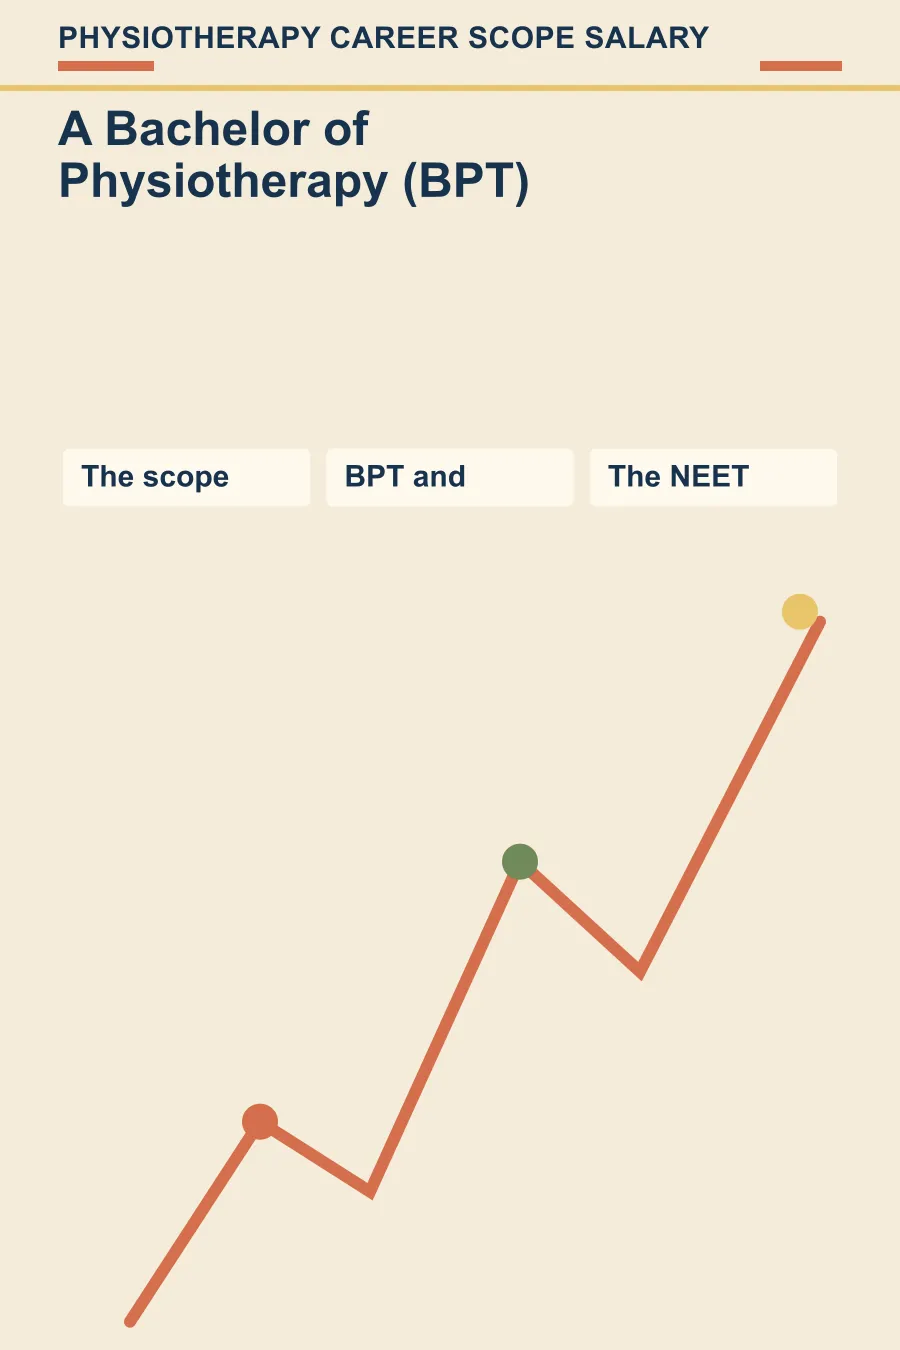 PHYSIOTHERAPY CAREER SCOPE SALARY
A Bachelor of
Physiotherapy (BPT)
The scope
BPT and
The NEET